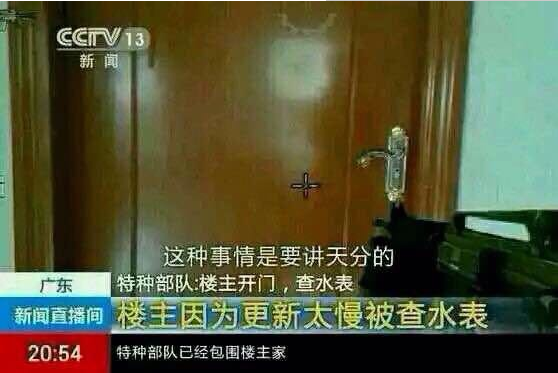 CCTV 13
新闻
这种事情是要讲天分的
广东
特种部队:楼主开门，查水表
新闻直播间
楼主因为更新太慢被查水表
20:54
特种部队已经包围楼主家